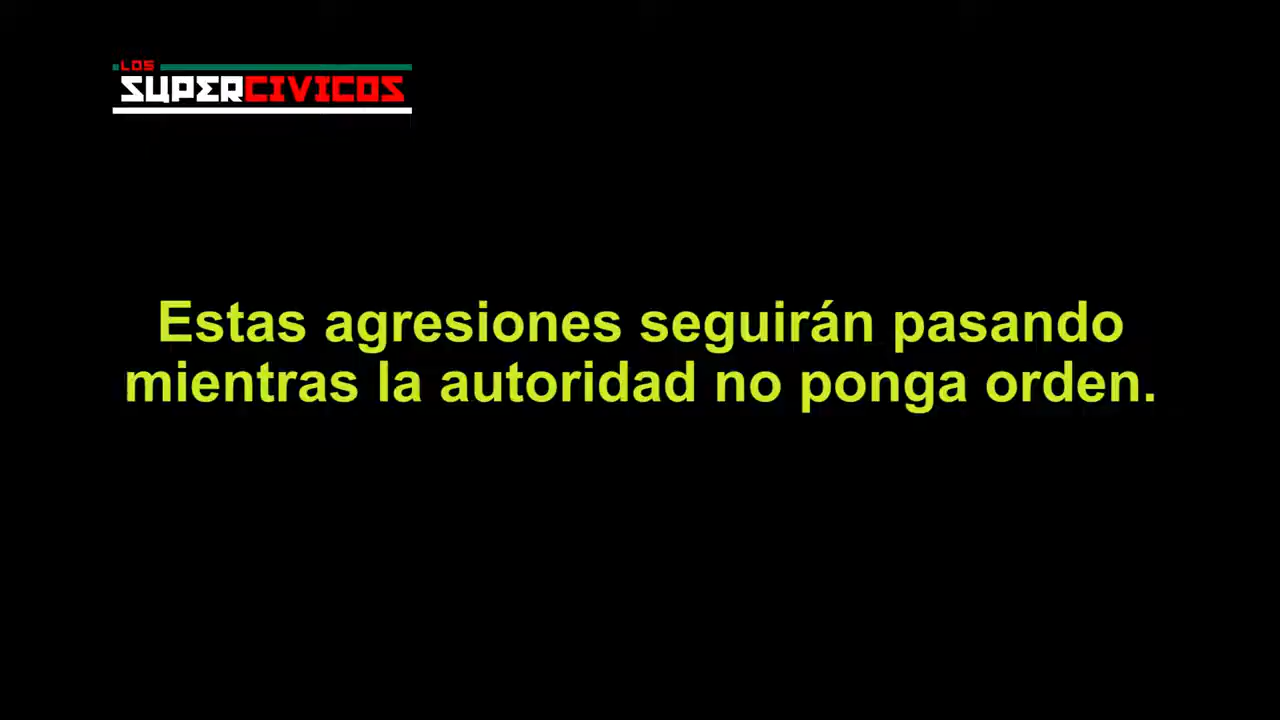 LOS
SUPERCIVICOS
Estas agresiones seguirán pasando
mientras la autoridad no ponga orden.